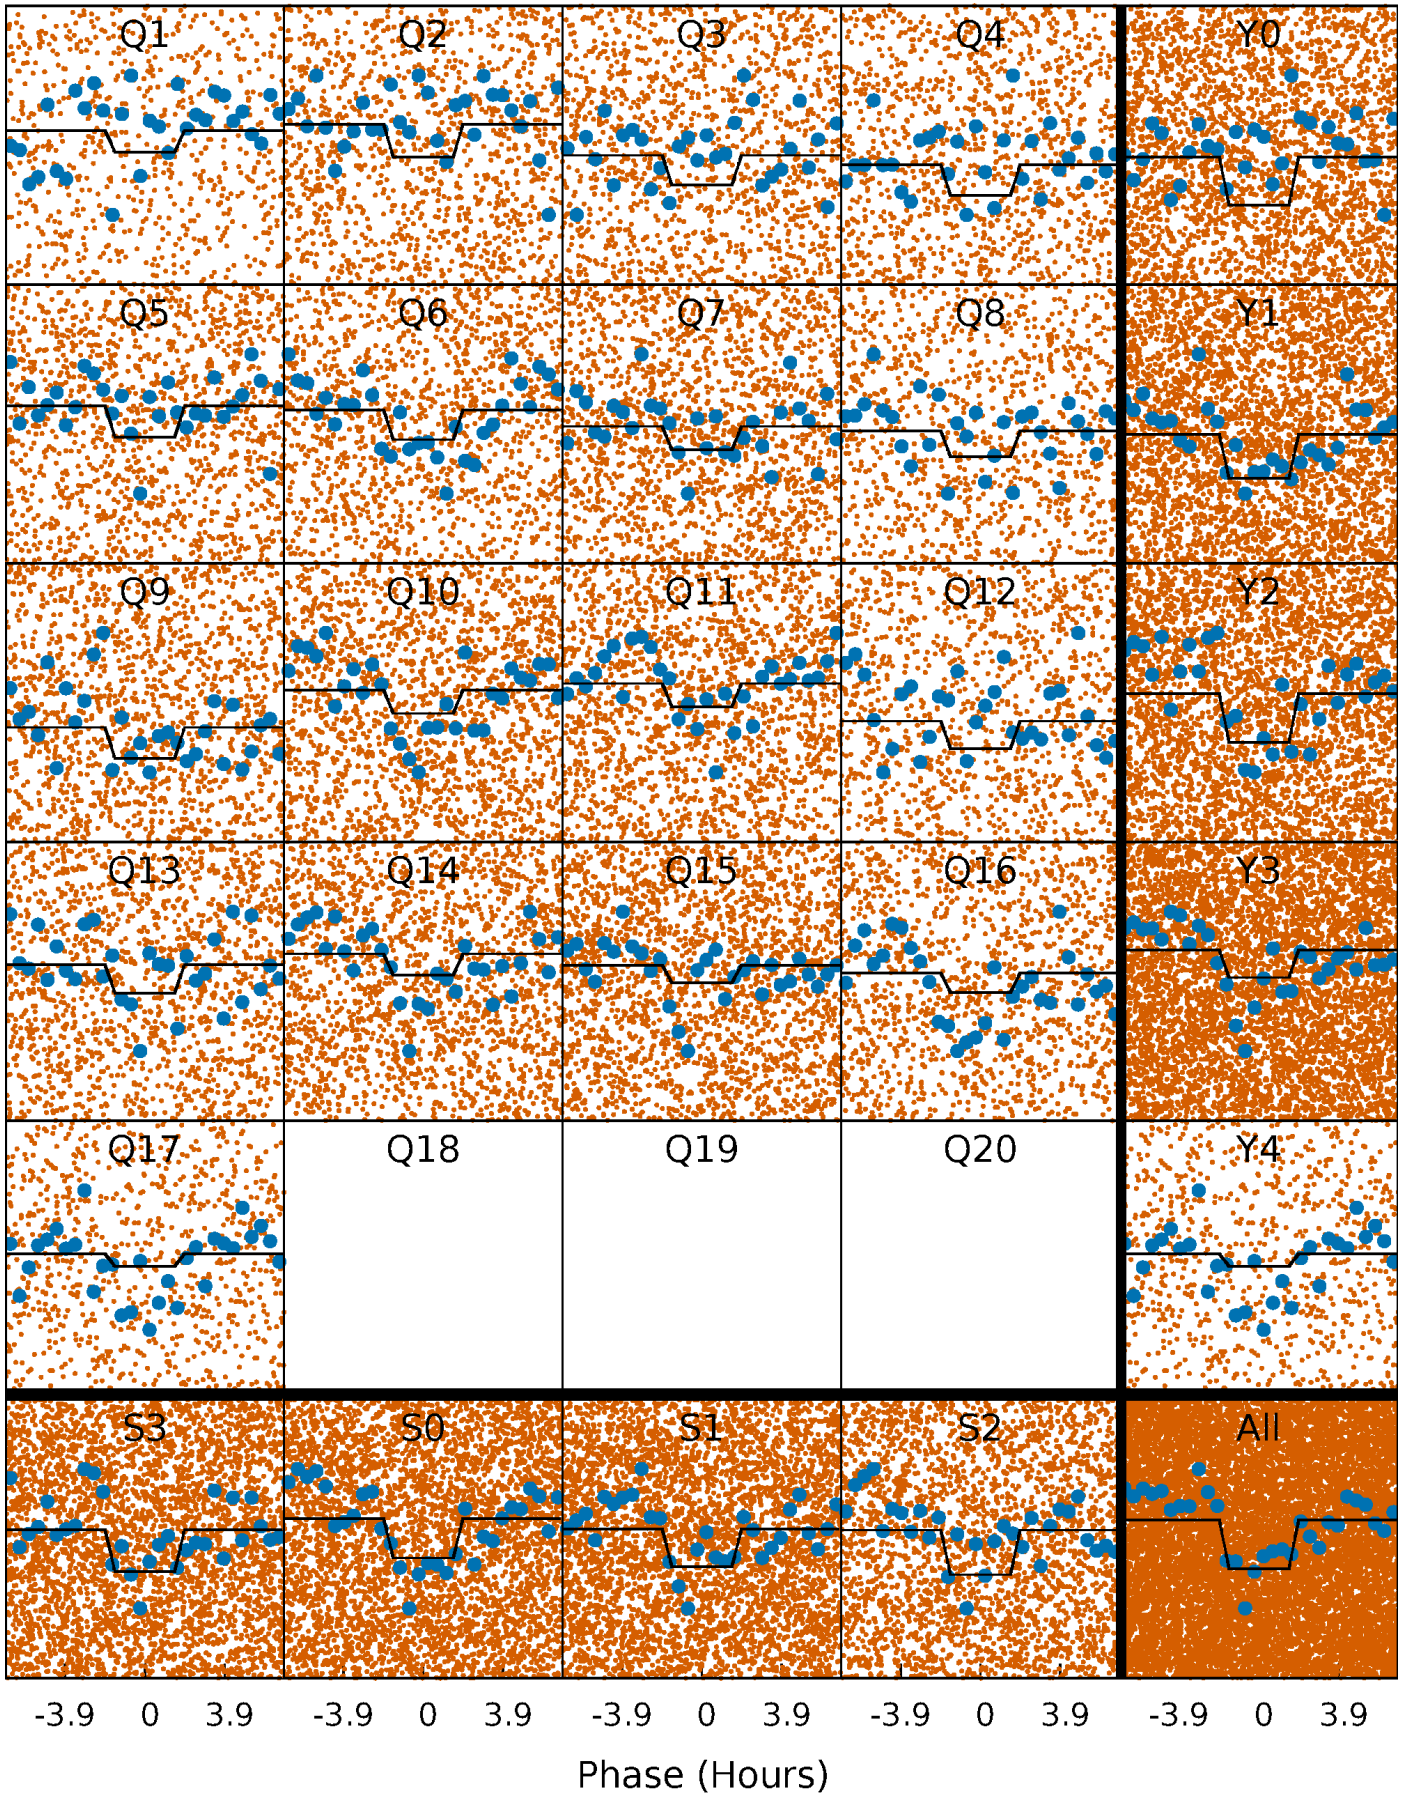 Q1 Q2 Q3 Q4 Y0
Q5 Q6 Q7 Q8 Y1
Q9 Q10 Q11 Q12 Y2
Q13 Q14 Q15 Q16 Y3
Q17 Q18 Q19 Q20 Y4
S3 S0 S1 S2 All
-3.9 0 3.9 -3.9 0 3.9 -3.9 0 3.9 -3.9 0 3.9 -3.9 0 3.9
Phase (Hours)